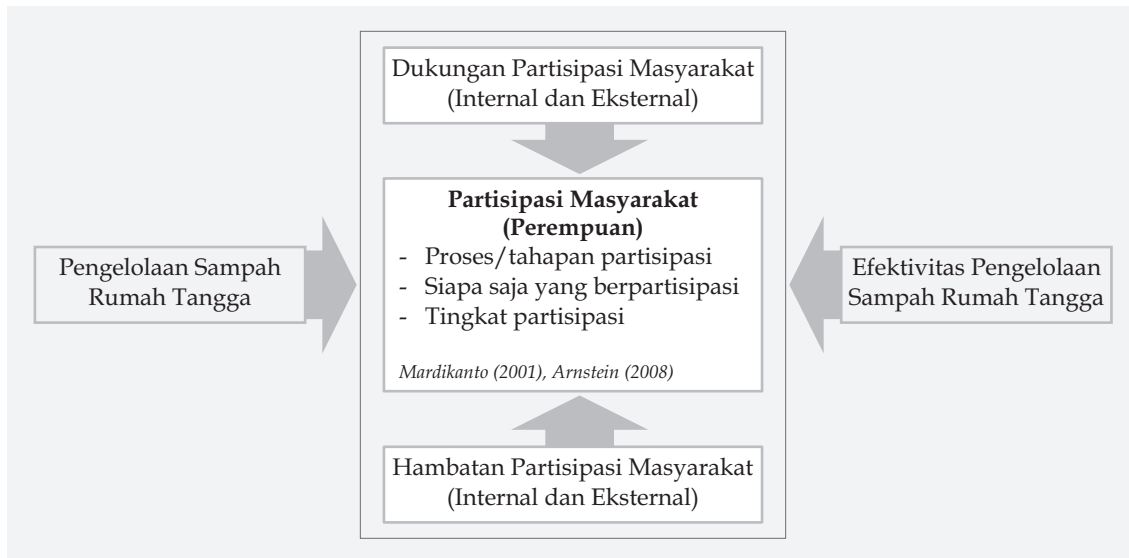 Dukungan Partisipasi Masyarakat
(Internal dan Eksternal)
Pengelolaan Sampah
Rumah Tangga
Partisipasi Masyarakat
(Perempuan)
- Proses/tahapan partisipasi
- Siapa saja yang berpartisipasi
- Tingkat partisipasi
Mardikanto (2001), Arnstein (2008)
Efektivitas Pengelolaan
Sampah Rumah Tangga
Hambatan Partisipasi Masyarakat
(Internal dan Eksternal)